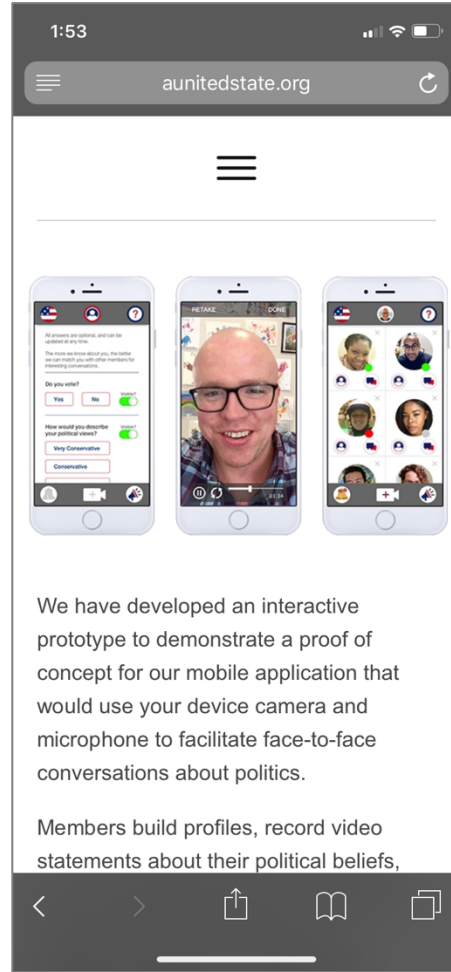 1:53
aunitedstate.org
All answers are optional, and can be
updated at any time.
The more we know about you, the better
we can match you with other members for
interesting conversations.
Do you vote?
Visible?
Yes
No
How would you describe
your political views?
Visible?
Very Conservative
Conservative
?
RETAKE
DONE
01:34
?
We have developed an interactive
prototype to demonstrate a proof of
concept for our mobile application that
would use your device camera and
microphone to facilitate face-to-face
conversations about politics.
Members build profiles, record video
statements about their political beliefs,